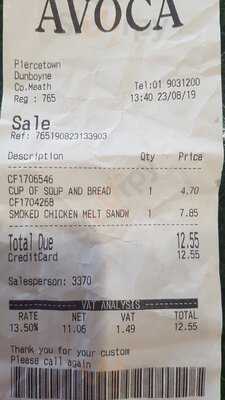 AVOCA
Piercetown
Dunboyne
Co.Meath Tel:01 9031200
Reg : 765 13:40 23/08/19
Sale
Ref: 765190823133903
Description Qty Price
CF1706546
CUP OF SOUP AND BREAD 1 4.70
CF1704268
SMOKED CHICKEN MELT SANDW 1 7.85
Total Due 12.55
CreditCard 12.55
Salesperson: 3370
VAT ANALYSIS
RATE NET VAT TOTAL
13.50% 11.06 1.49 12.55
Thank you for your custom
Please call again